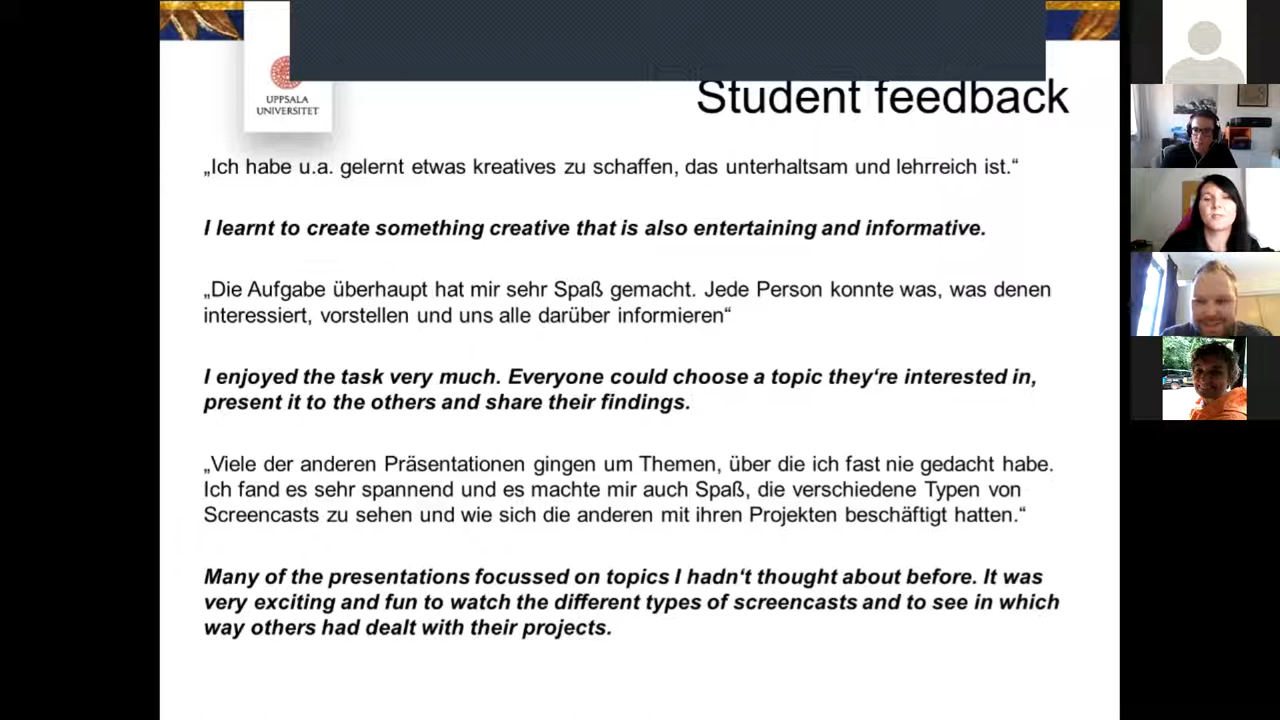 UPPSALA
UNIVERSITET
Student feedback
„Ich habe u.a. gelernt etwas kreatives zu schaffen, das unterhaltsam und lehrreich ist.“
I learnt to create something creative that is also entertaining and informative.
„Die Aufgabe überhaupt hat mir sehr Spaß gemacht. Jede Person konnte was, was denen
interessiert, vorstellen und uns alle darüber informieren“
I enjoyed the task very much. Everyone could choose a topic they‘re interested in,
present it to the others and share their findings.
„Viele der anderen Präsentationen gingen um Themen, über die ich fast nie gedacht habe.
Ich fand es sehr spannend und es machte mir auch Spaß, die verschiedene Typen von
Screencasts zu sehen und wie sich die anderen mit ihren Projekten beschäftigt hatten.“
Many of the presentations focussed on topics I hadn‘t thought about before. It was
very exciting and fun to watch the different types of screencasts and to see in which
way others had dealt with their projects.